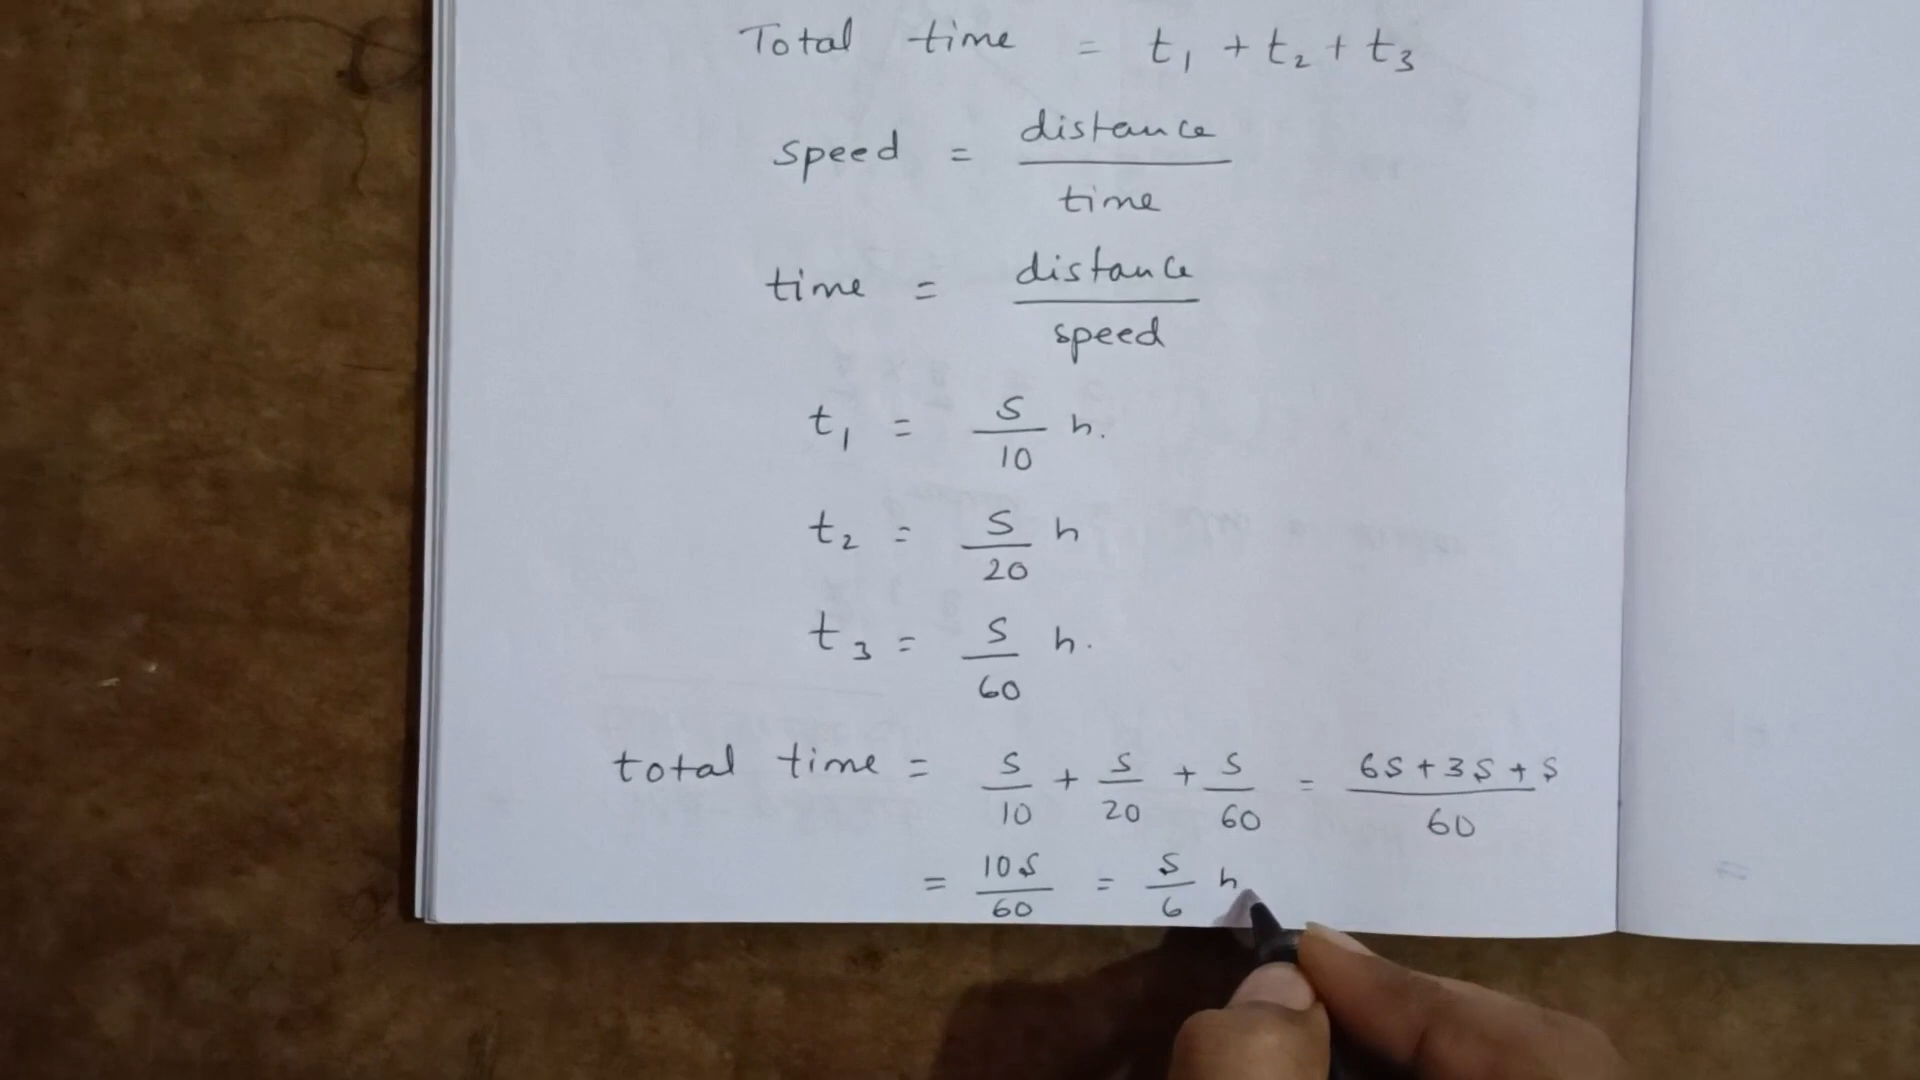 Total time = t₁ + t₂ + t₃
speed = distance / time
time = distance / speed
t₁ = S/10 h.
t₂ = S/20 h
t₃ = S/60 h.
total time = S/10 + S/20 + S/60 = 6S + 3S + S / 60
= 10S/60 = S/6 h